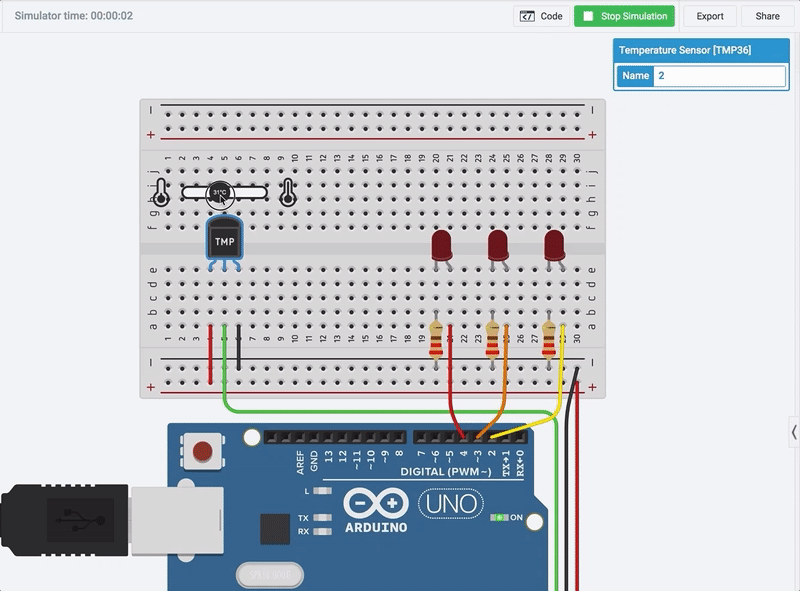 Simulator time: 00:00:02
Code
Stop Simulation
Export
Share
Temperature Sensor [TMP36]
Name 2
1 2 3 4 5 6 7 8 9 10 11 12 13 14 15 16 17 18 19 20 21 22 23 24 25 26 27 28 29 30
j j
i i
31°C
h h
g g
f f
TMP
e e
d d
c c
b b
a a
AREF GND 13 12 ~11 ~10 ~9 8 7 ~6 ~5 4 ~3 2 TX→1 RX←0
DIGITAL (PWM~)
L
TX
RX
ARDUINO
UNO
ON